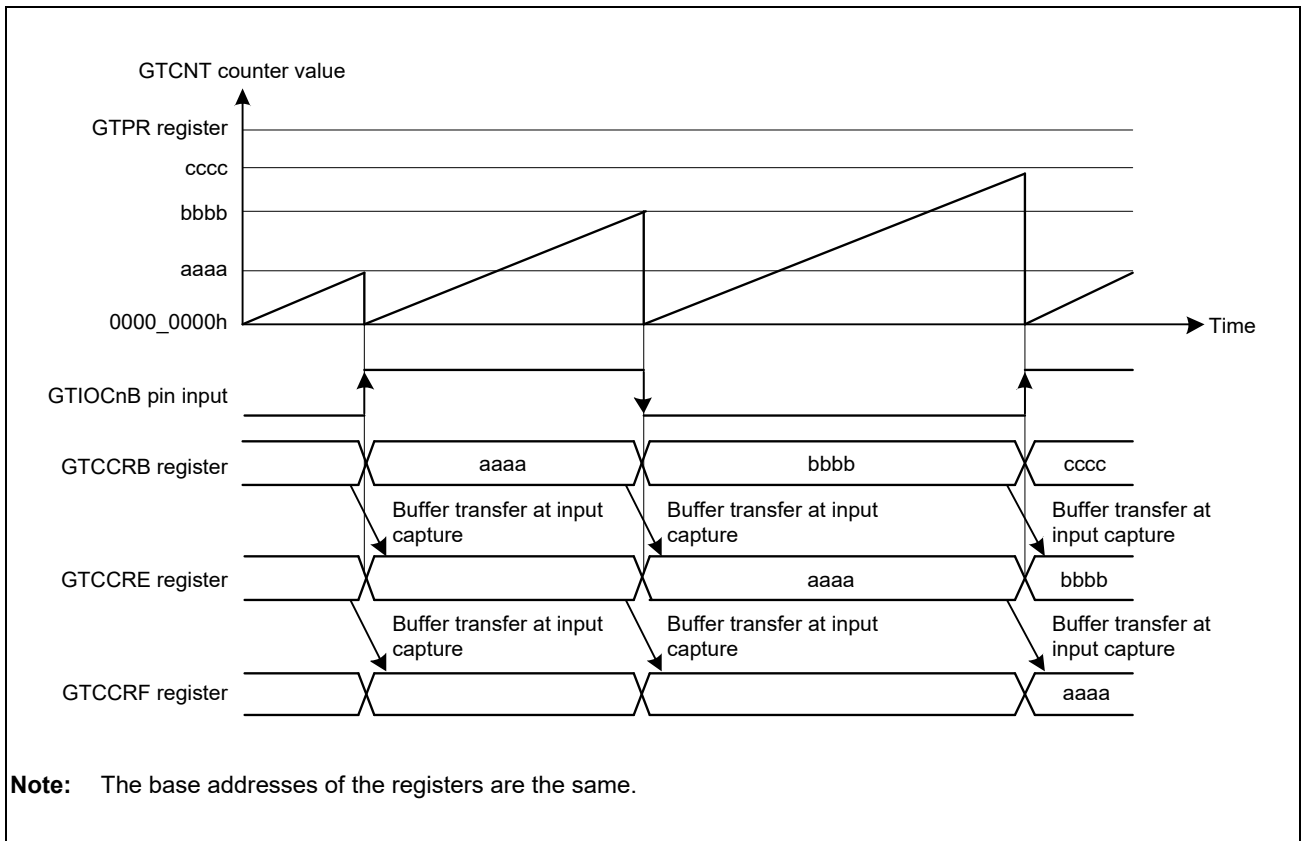 GTCNT counter value
GTPR register
cccc
bbbb
aaaa
0000_0000h
Time
GTIOCnB pin input
GTCCRB register
aaaa
bbbb
cccc
Buffer transfer at input
capture
Buffer transfer at input
capture
Buffer transfer at
input capture
GTCCRE register
aaaa
bbbb
Buffer transfer at input
capture
Buffer transfer at input
capture
Buffer transfer at
input capture
GTCCRF register
aaaa
Note: The base addresses of the registers are the same.